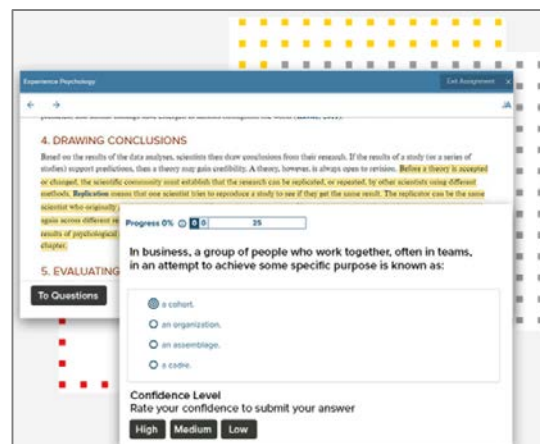 Experience Psychology
Exit Assignment
4. DRAWING CONCLUSIONS
Based on the results of the data analyses, scientists then draw conclusions from their research. If the results of a study (or a series of
studies) support predictions, then a theory may gain credibility. A theory, however, is always open to revision. Before a theory is accepted
or changed, the scientific community must establish that the research can be replicated, or repeated, by other scientists using different
methods. Replication means that one scientist tries to reproduce a study to see if they get the same result. The replicator can be the same
scientist who originally
again across different re
results of psychological
chapter.
5. EVALUATING
To Questions
Progress 0% 0 0 25
In business, a group of people who work together, often in teams,
in an attempt to achieve some specific purpose is known as:
a cohort.
an organization.
an assemblage.
a cadre.
Confidence Level
Rate your confidence to submit your answer
High Medium Low